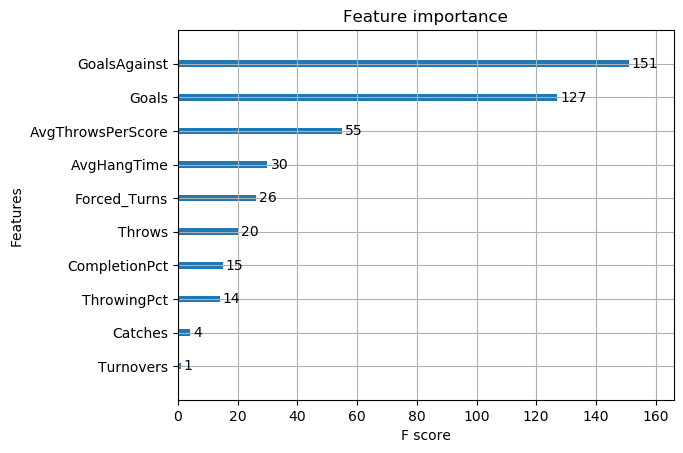 Feature importance
GoalsAgainst 151
Goals 127
AvgThrowsPerScore 55
AvgHangTime 30
Forced_Turns 26
Throws 20
CompletionPct 15
ThrowingPct 14
Catches 4
Turnovers 1
Features
0 20 40 60 80 100 120 140 160
F score